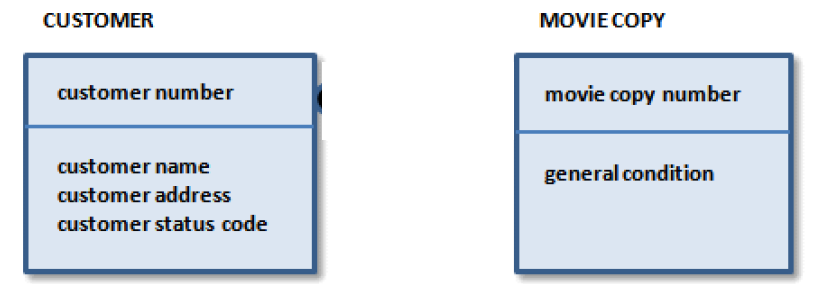 CUSTOMER
customer number
customer name
customer address
customer status code
MOVIE COPY
movie copy number
general condition